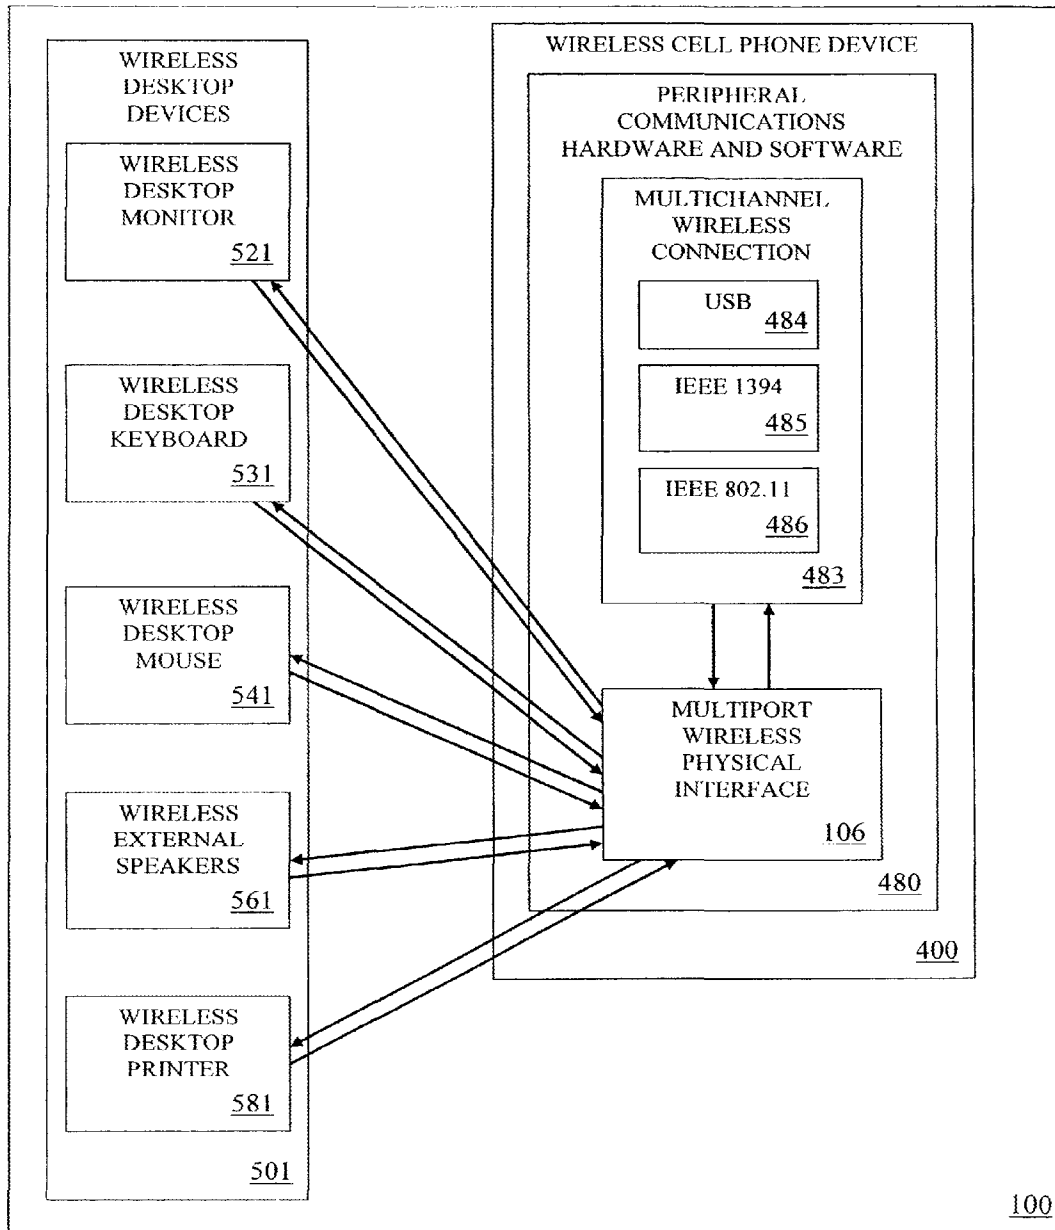 WIRELESS
DESKTOP
DEVICES
WIRELESS
DESKTOP
MONITOR
521
WIRELESS
DESKTOP
KEYBOARD
531
WIRELESS
DESKTOP
MOUSE
541
WIRELESS
EXTERNAL
SPEAKERS
561
WIRELESS
DESKTOP
PRINTER
581
501
WIRELESS CELL PHONE DEVICE
PERIPHERAL
COMMUNICATIONS
HARDWARE AND SOFTWARE
MULTICHANNEL
WIRELESS
CONNECTION
USB
484
IEEE 1394
485
IEEE 802.11
486
483
MULTIPORT
WIRELESS
PHYSICAL
INTERFACE
106
480
400
100